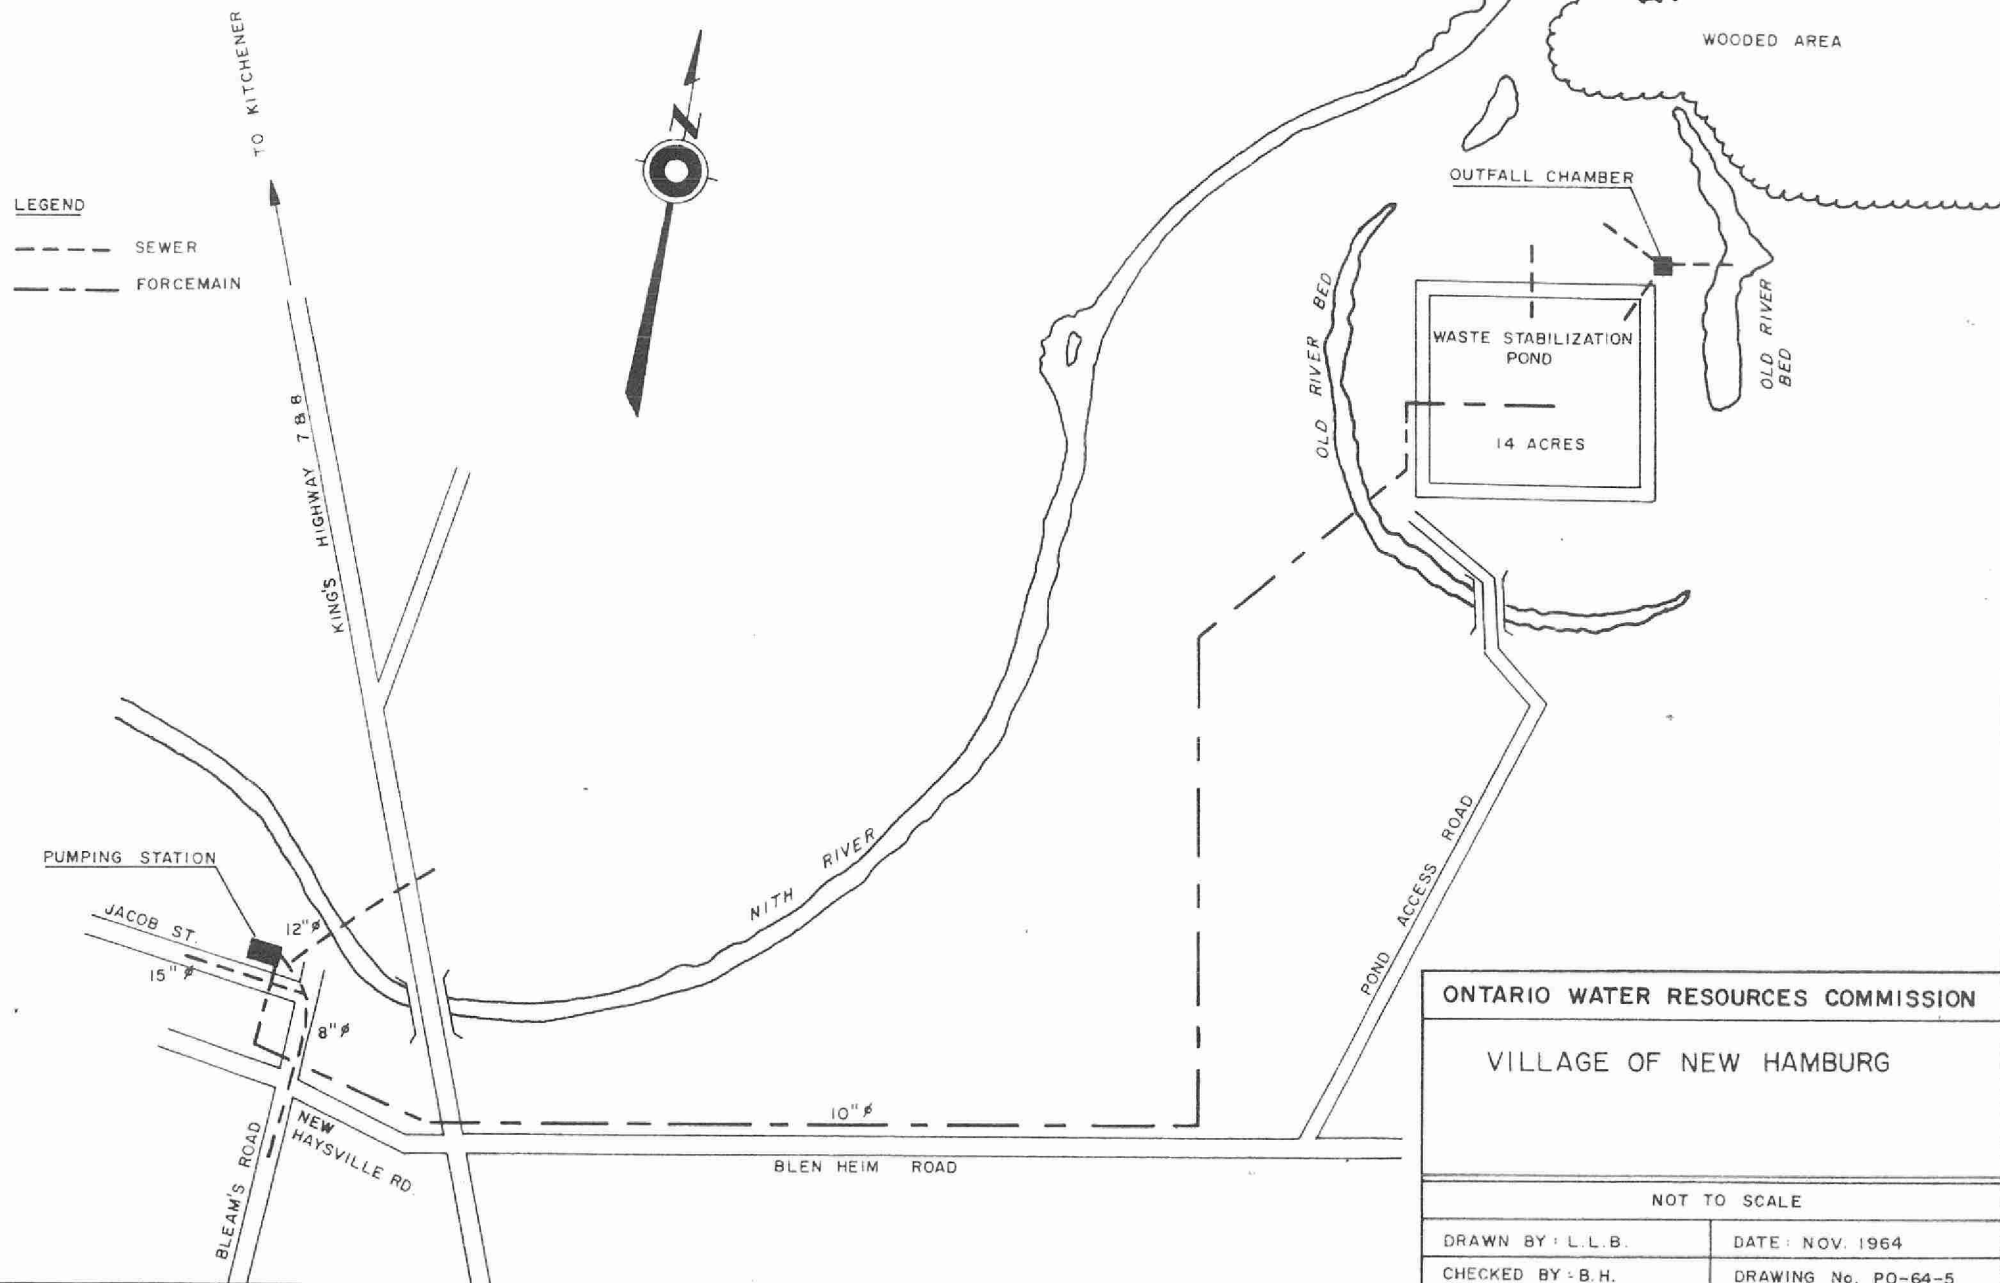 WOODED AREA
TO KITCHENER
N
OUTFALL CHAMBER
LEGEND
SEWER
FORCEMAIN
OLD RIVER BED
OLD RIVER
BED
WASTE STABILIZATION
POND
14 ACRES
KING'S HIGHWAY 7 & 8
PUMPING STATION
JACOB ST.
12" ø
15" ø
8" ø
NITH RIVER
POND ACCESS ROAD
10" ø
NEW
HAYSVILLE RD.
BLEAM'S ROAD
BLENHEIM ROAD
ONTARIO WATER RESOURCES COMMISSION
VILLAGE OF NEW HAMBURG
NOT TO SCALE
DRAWN BY : L.L.B.
DATE : NOV. 1964
CHECKED BY : B.H.
DRAWING No. PO-64-5